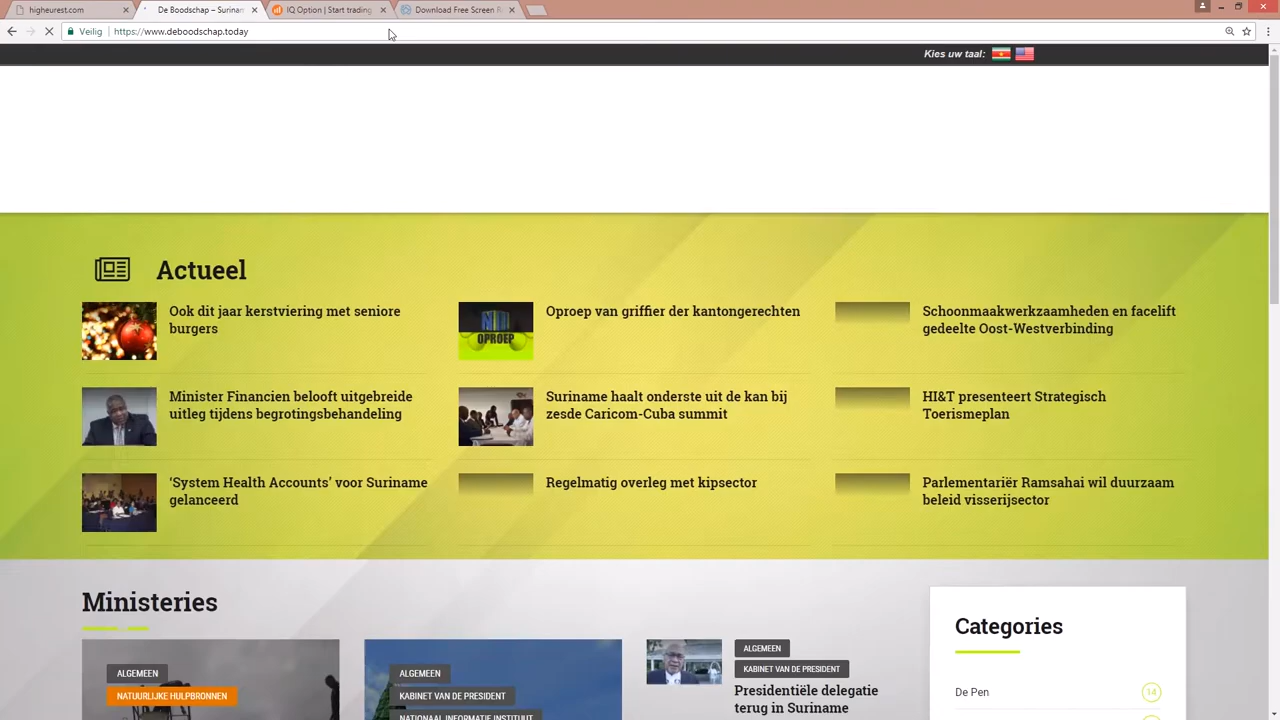 higheurest.com
De Boodschap – Surinam
IQ Option | Start trading
Download Free Screen R
Veilig
https://www.deboodschap.today
Kies uw taal:
Actueel
Ook dit jaar kerstviering met seniore
burgers
OPROEP
Oproep van griffier der kantongerechten
Schoonmaakwerkzaamheden en facelift
gedeelte Oost-Westverbinding
Minister Financien belooft uitgebreide
uitleg tijdens begrotingsbehandeling
Suriname haalt onderste uit de kan bij
zesde Caricom-Cuba summit
HI&T presenteert Strategisch
Toerismeplan
‘System Health Accounts’ voor Suriname
gelanceerd
Regelmatig overleg met kipsector
Parlementariër Ramsahai wil duurzaam
beleid visserijsector
Ministeries
ALGEMEEN
NATUURLIJKE HULPBRONNEN
ALGEMEEN
KABINET VAN DE PRESIDENT
NATIONAAL INFORMATIE INSTITUUT
ALGEMEEN
KABINET VAN DE PRESIDENT
Presidentiële delegatie
terug in Suriname
Categories
De Pen
14